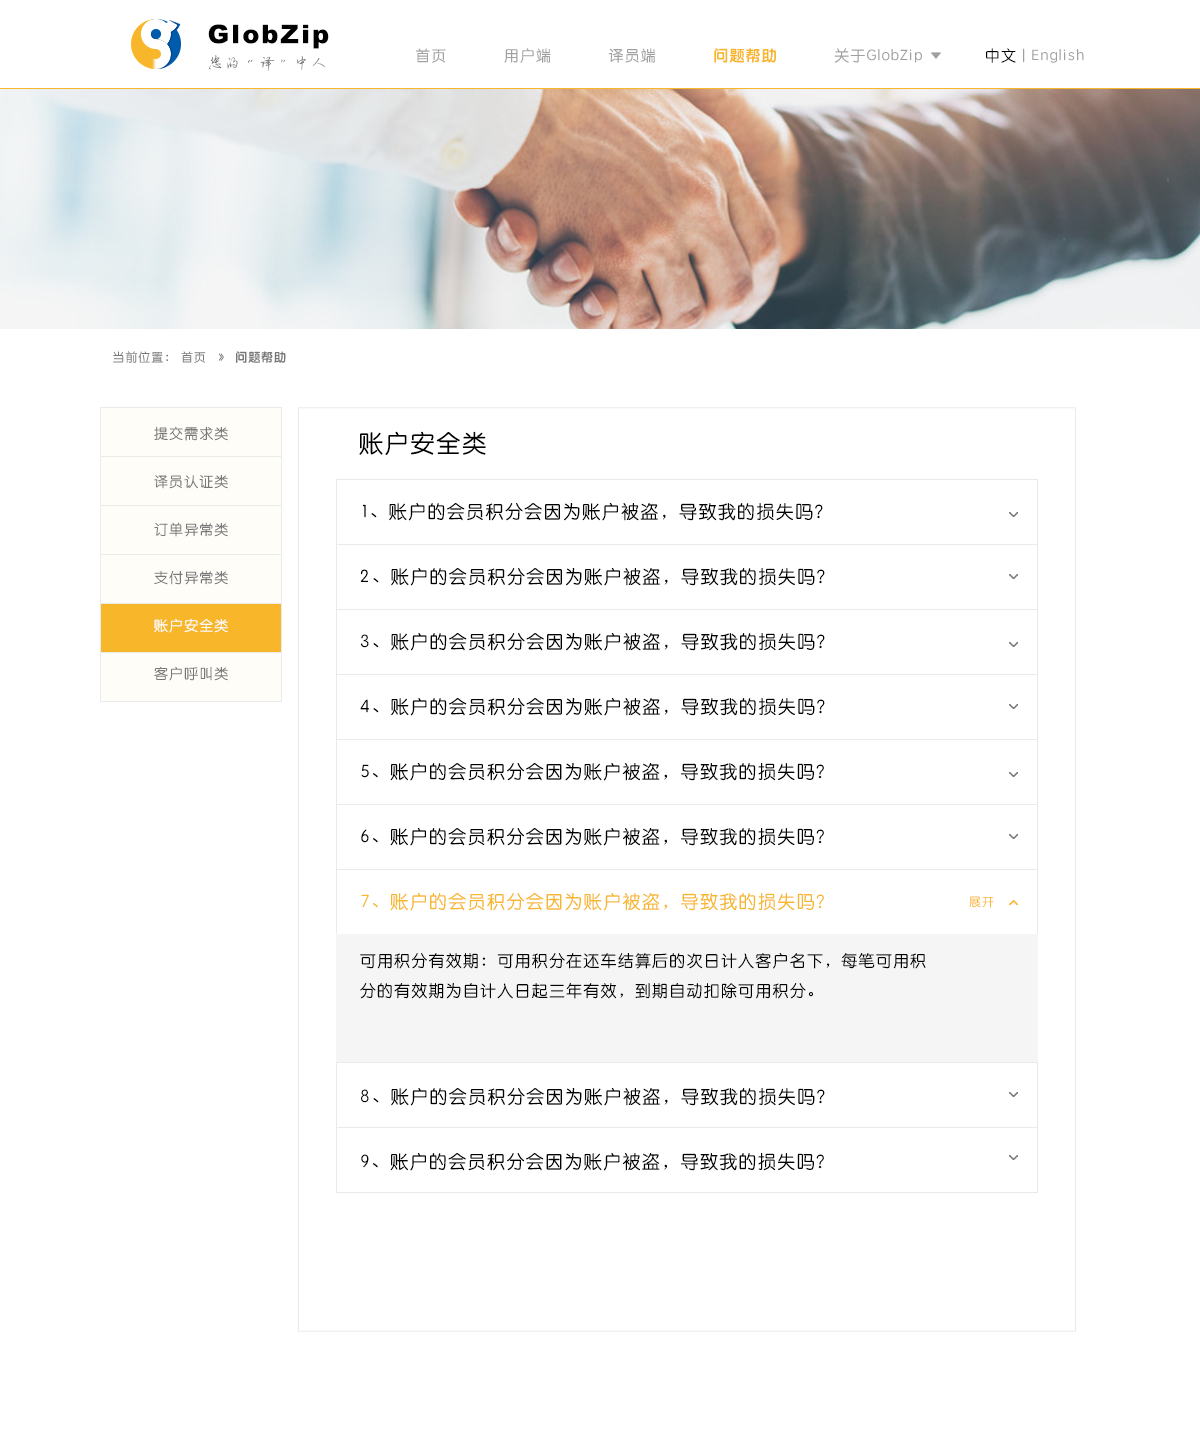 GlobZip
您的“译”中人
首页 用户端 译员端 问题帮助 关于GlobZip 中文 | English
当前位置： 首页 » 问题帮助
提交需求类
译员认证类
订单异常类
支付异常类
账户安全类
客户呼叫类
账户安全类
1、账户的会员积分会因为账户被盗，导致我的损失吗？
2、账户的会员积分会因为账户被盗，导致我的损失吗？
3、账户的会员积分会因为账户被盗，导致我的损失吗？
4、账户的会员积分会因为账户被盗，导致我的损失吗？
5、账户的会员积分会因为账户被盗，导致我的损失吗？
6、账户的会员积分会因为账户被盗，导致我的损失吗？
7、账户的会员积分会因为账户被盗，导致我的损失吗？ 展开
可用积分有效期：可用积分在还车结算后的次日计入客户名下，每笔可用积
分的有效期为自计入日起三年有效，到期自动扣除可用积分。
8、账户的会员积分会因为账户被盗，导致我的损失吗？
9、账户的会员积分会因为账户被盗，导致我的损失吗？